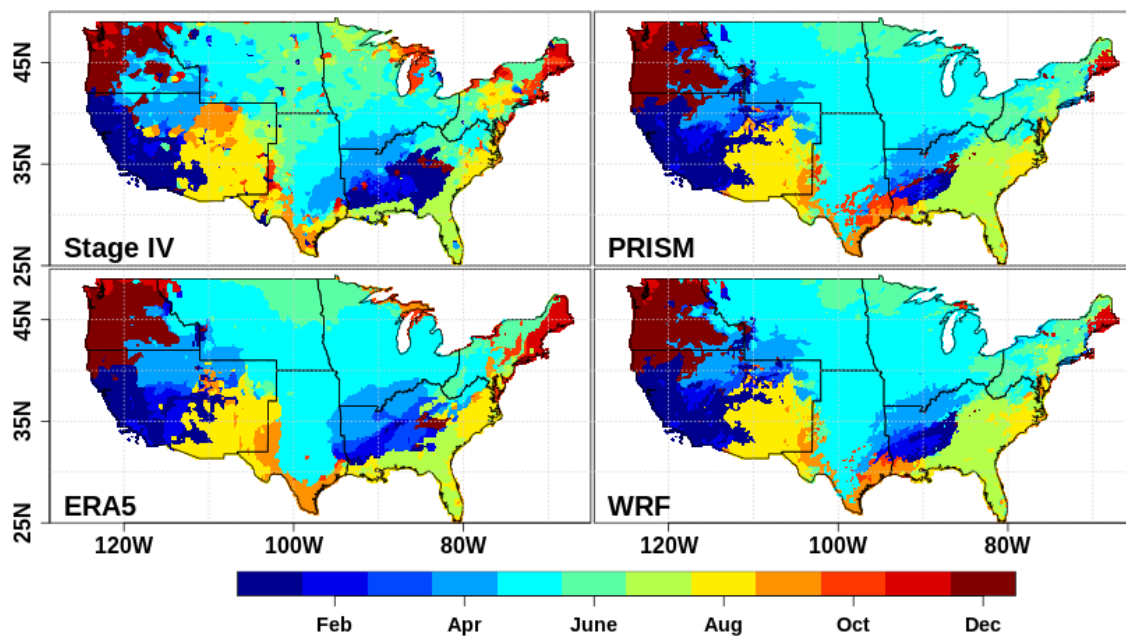 45N
35N
25N
Stage IV
PRISM
45N
35N
25N
ERA5
WRF
120W 100W 80W 120W 100W 80W
Feb Apr June Aug Oct Dec